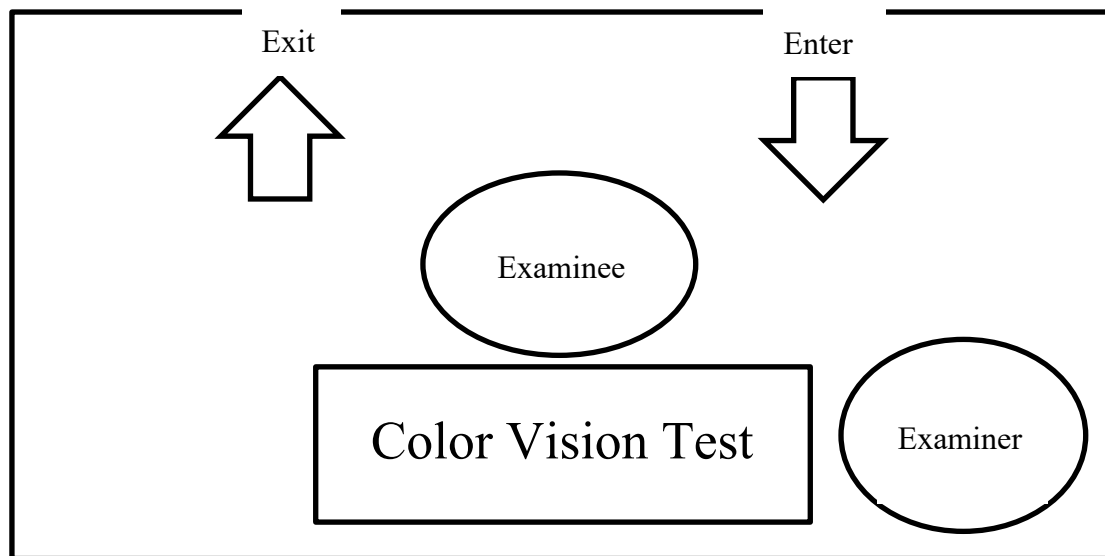 Exit
Enter
Examinee
Color Vision Test
Examiner